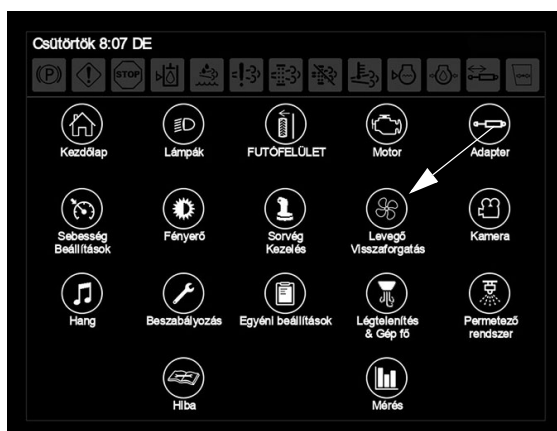 Csütörtök 8:07 DE
(P) STOP
Kezdőlap Lámpák FUTÓFELÜLET Motor Adapter
Sebesség Beállítások Fényerő Sorvég Kezelés Levegő Visszaforgatás Kamera
Hang Beszabályozás Egyéni beállítások Légtelenítés & Gép fő Permetező rendszer
Hiba Mérés